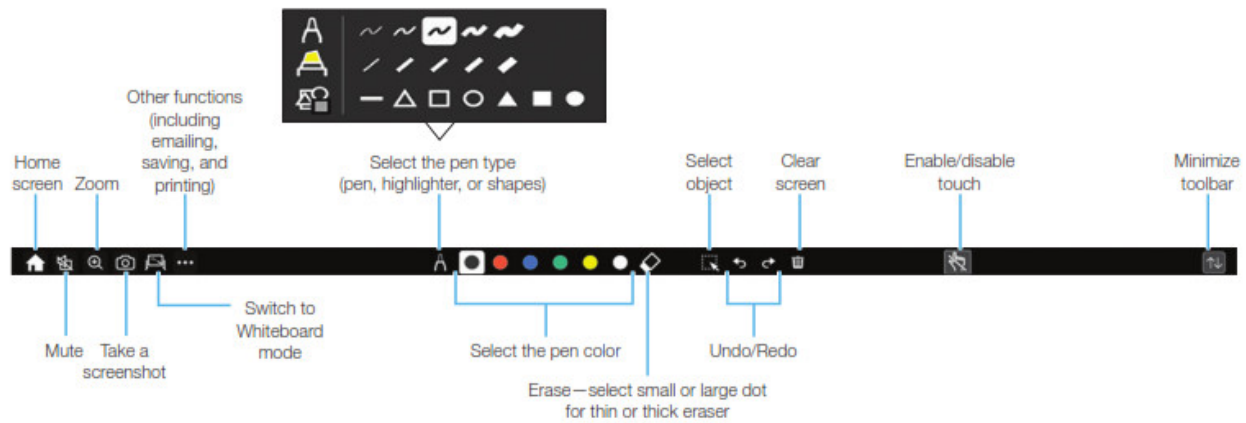 Other functions
(including
emailing,
saving, and
printing)
Home
screen
Zoom
Select the pen type
(pen, highlighter, or shapes)
Select
object
Clear
screen
Enable/disable
touch
Minimize
toolbar
Mute
Take a
screenshot
Switch to
Whiteboard
mode
Select the pen color
Erase—select small or large dot
for thin or thick eraser
Undo/Redo